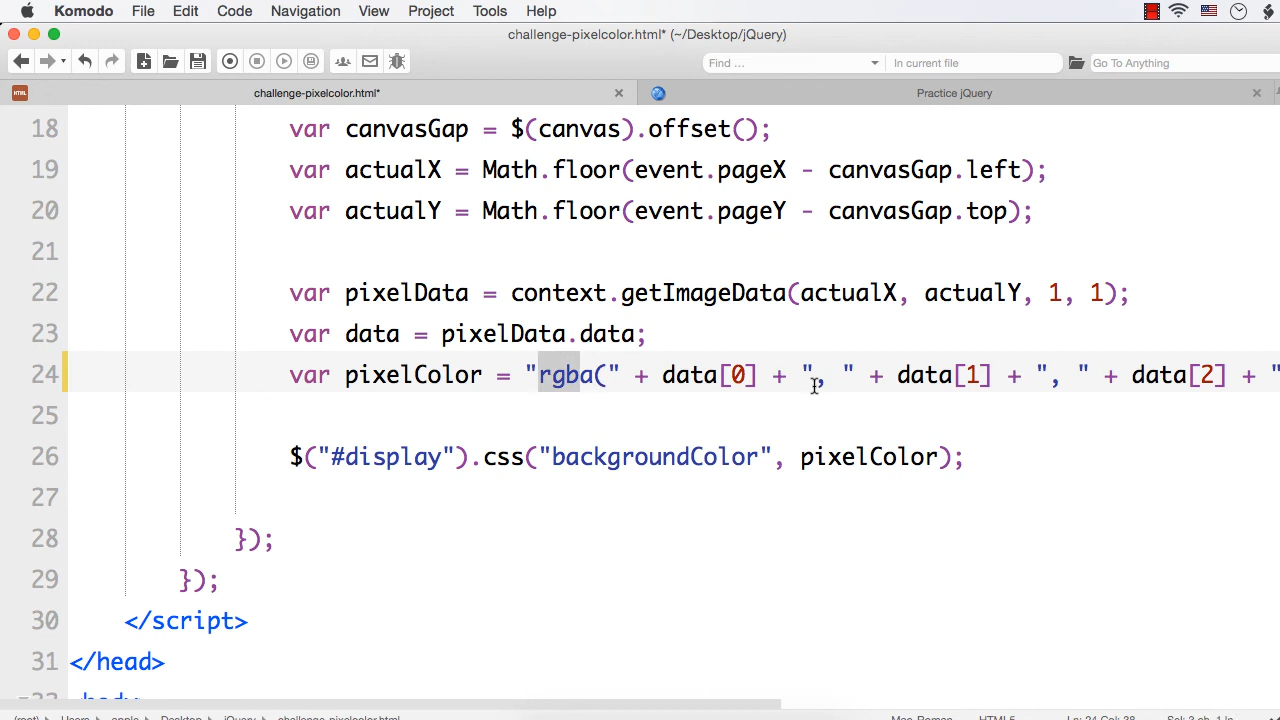 Komodo File Edit Code Navigation View Project Tools Help
challenge-pixelcolor.html* (~/Desktop/jQuery)
Find ... In current file Go To Anything
HTML challenge-pixelcolor.html* Practice jQuery
18 var canvasGap = $(canvas).offset();
19 var actualX = Math.floor(event.pageX - canvasGap.left);
20 var actualY = Math.floor(event.pageY - canvasGap.top);
21
22 var pixelData = context.getImageData(actualX, actualY, 1, 1);
23 var data = pixelData.data;
24 var pixelColor = "rgba(" + data[0] + ", " + data[1] + ", " + data[2] + "
25
26 $("#display").css("backgroundColor", pixelColor);
27
28 });
29 });
30 </script>
31 </head>